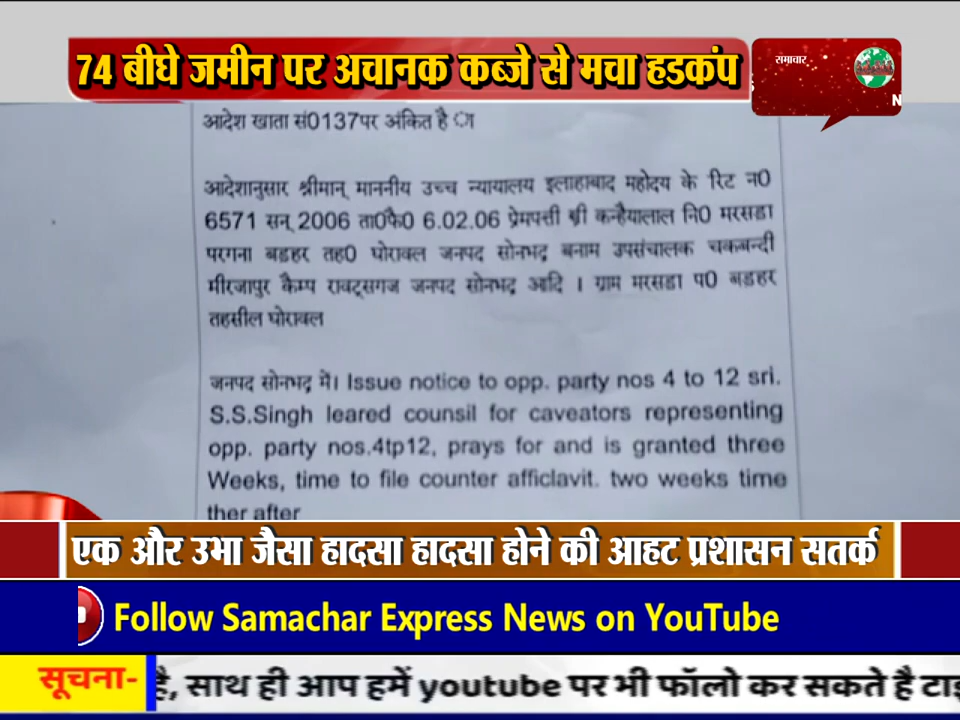 74 बीघे जमीन पर अचानक कब्जे से मचा हडकंप
समाचार
आदेश खाता सं0137पर अंकित है ा
आदेशानुसार श्रीमान् माननीय उच्च न्यायालय इलाहाबाद महोदय के रिट न0
6571 सन् 2006 ता0फै0 6.02.06 प्रेमपत्ती श्री कन्हैयालाल नि0 मरसडा
परगना बडहर तह0 घोरावल जनपद सोनभद्र बनाम उपसंचालक चकबन्दी
मीरजापुर कैम्प रावट्सगज जनपद सोनभद्र आदि । ग्राम मरसडा प0 बडहर
तहसील घोरावल
जनपद सोनभद्र में। Issue notice to opp. party nos 4 to 12 sri.
S.S.Singh leared counsil for caveators representing
opp. party nos.4tp12, prays for and is granted three
Weeks, time to file counter afficlavit. two weeks time
ther after
एक और उभा जैसा हादसा हादसा होने की आहट प्रशासन सतर्क
Follow Samachar Express News on YouTube
सूचना- है, साथ ही आप हमें youtube पर भी फॉलो कर सकते है